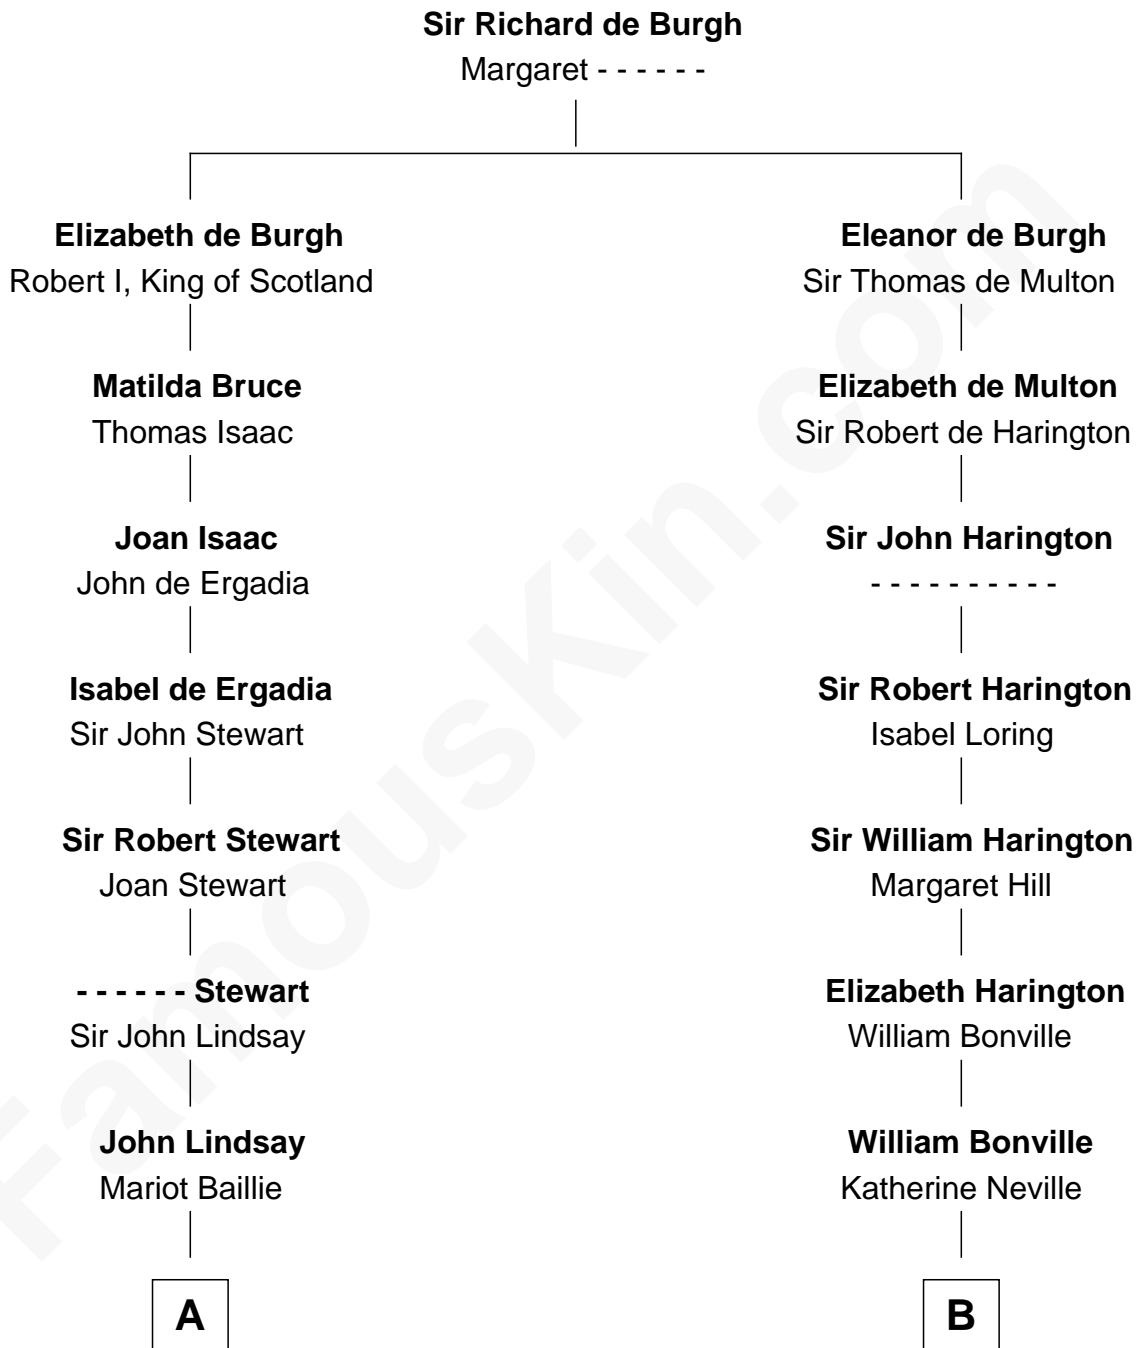 Sir Richard de Burgh
Margaret - - - - - -
Elizabeth de Burgh
Robert I, King of Scotland
Eleanor de Burgh
Sir Thomas de Multon
Matilda Bruce
Thomas Isaac
Elizabeth de Multon
Sir Robert de Harington
Joan Isaac
John de Ergadia
Sir John Harington
- - - - - - - - - -
Isabel de Ergadia
Sir John Stewart
Sir Robert Harington
Isabel Loring
Sir Robert Stewart
Joan Stewart
Sir William Harington
Margaret Hill
- - - - - - Stewart
Sir John Lindsay
Elizabeth Harington
William Bonville
John Lindsay
Mariot Baillie
William Bonville
Katherine Neville
A
B
FamousKin.com